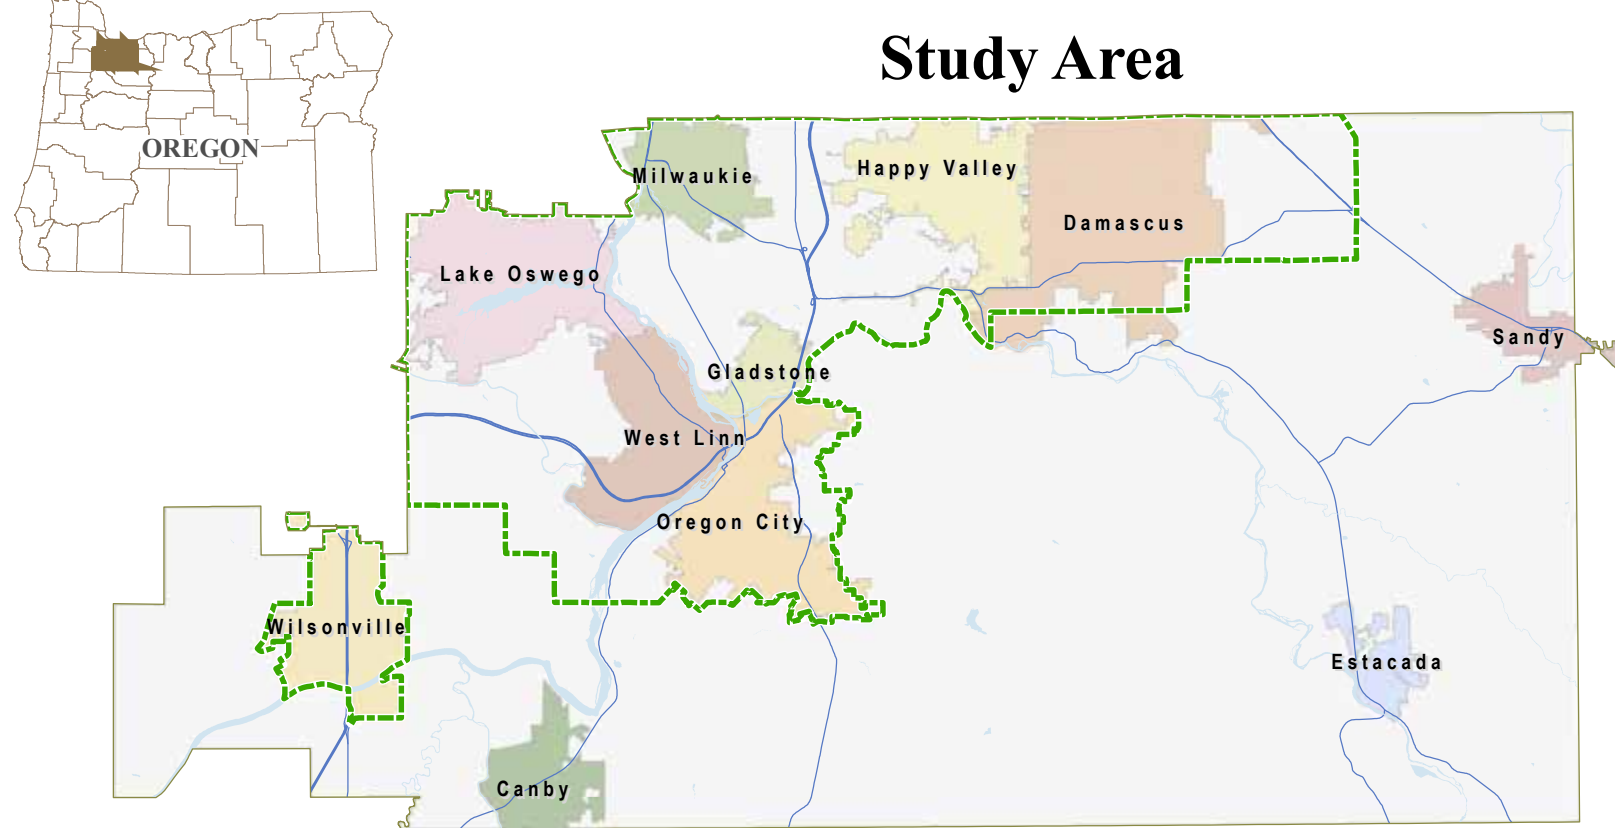 Study Area
OREGON
Milwaukie
Happy Valley
Damascus
Lake Oswego
Sandy
Gladstone
West Linn
Oregon City
Wilsonville
Estacada
Canby